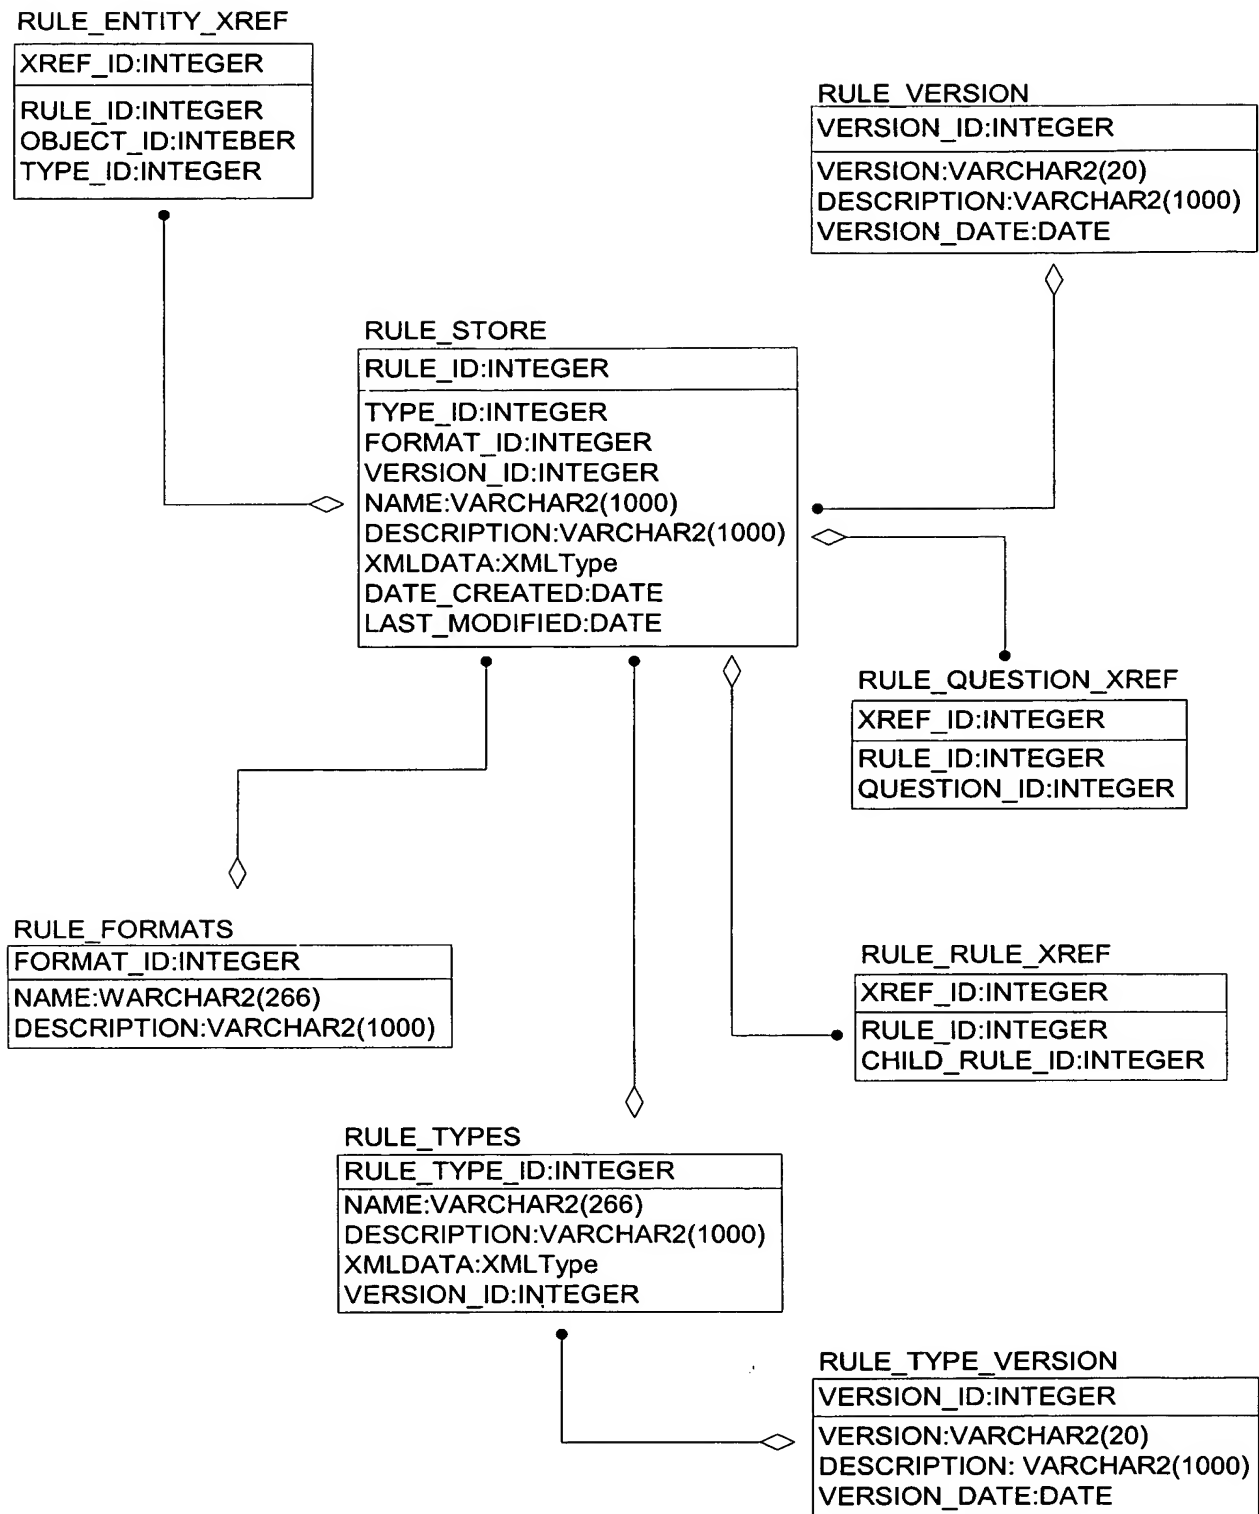 RULE_ENTITY_XREF
XREF_ID:INTEGER
RULE_ID:INTEGER
OBJECT_ID:INTEBER
TYPE_ID:INTEGER
RULE_VERSION
VERSION_ID:INTEGER
VERSION:VARCHAR2(20)
DESCRIPTION:VARCHAR2(1000)
VERSION_DATE:DATE
RULE_STORE
RULE_ID:INTEGER
TYPE_ID:INTEGER
FORMAT_ID:INTEGER
VERSION_ID:INTEGER
NAME:VARCHAR2(1000)
DESCRIPTION:VARCHAR2(1000)
XMLDATA:XMLType
DATE_CREATED:DATE
LAST_MODIFIED:DATE
RULE_QUESTION_XREF
XREF_ID:INTEGER
RULE_ID:INTEGER
QUESTION_ID:INTEGER
RULE_FORMATS
FORMAT_ID:INTEGER
NAME:WARCHAR2(266)
DESCRIPTION:VARCHAR2(1000)
RULE_RULE_XREF
XREF_ID:INTEGER
RULE_ID:INTEGER
CHILD_RULE_ID:INTEGER
RULE_TYPES
RULE_TYPE_ID:INTEGER
NAME:VARCHAR2(266)
DESCRIPTION:VARCHAR2(1000)
XMLDATA:XMLType
VERSION_ID:INTEGER
RULE_TYPE_VERSION
VERSION_ID:INTEGER
VERSION:VARCHAR2(20)
DESCRIPTION: VARCHAR2(1000)
VERSION_DATE:DATE